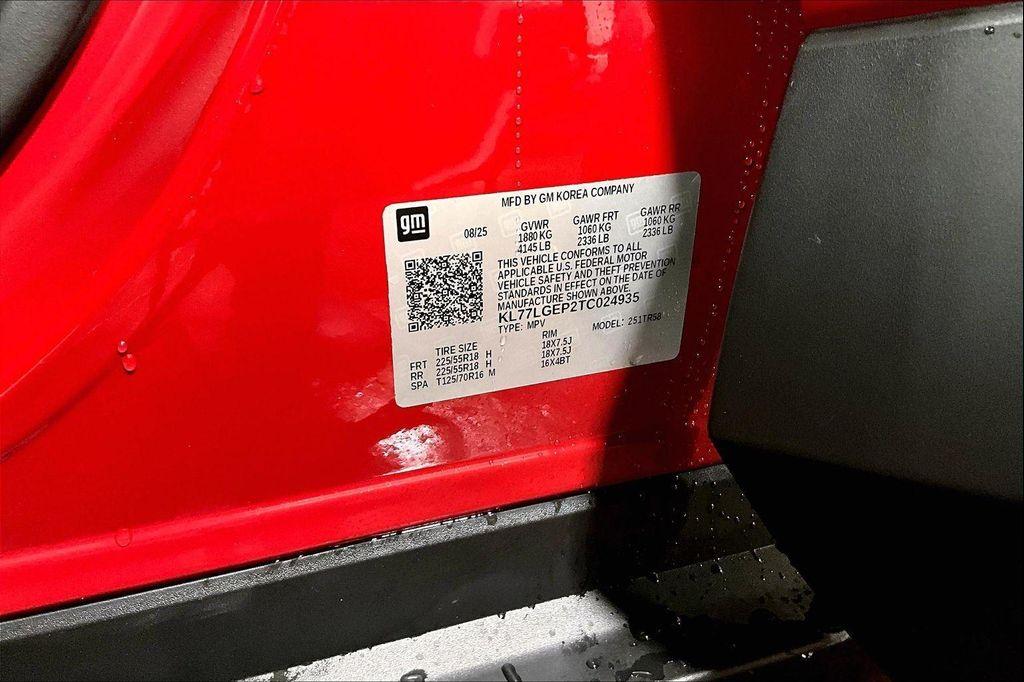 MFD BY GM KOREA COMPANY
gm
08/25
GVWR GAWR FRT GAWR RR
1880 KG 1060 KG 1060 KG
4145 LB 2336 LB 2336 LB
THIS VEHICLE CONFORMS TO ALL
APPLICABLE U.S. FEDERAL MOTOR
VEHICLE SAFETY AND THEFT PREVENTION
STANDARDS IN EFFECT ON THE DATE OF
MANUFACTURE SHOWN ABOVE.
KL77LGEP2TC024935
TYPE: MPV MODEL: 251TR58
TIRE SIZE RIM
FRT 225/55R18 H 18X7.5J
RR 225/55R18 H 18X7.5J
SPA T125/70R16 M 16X4BT